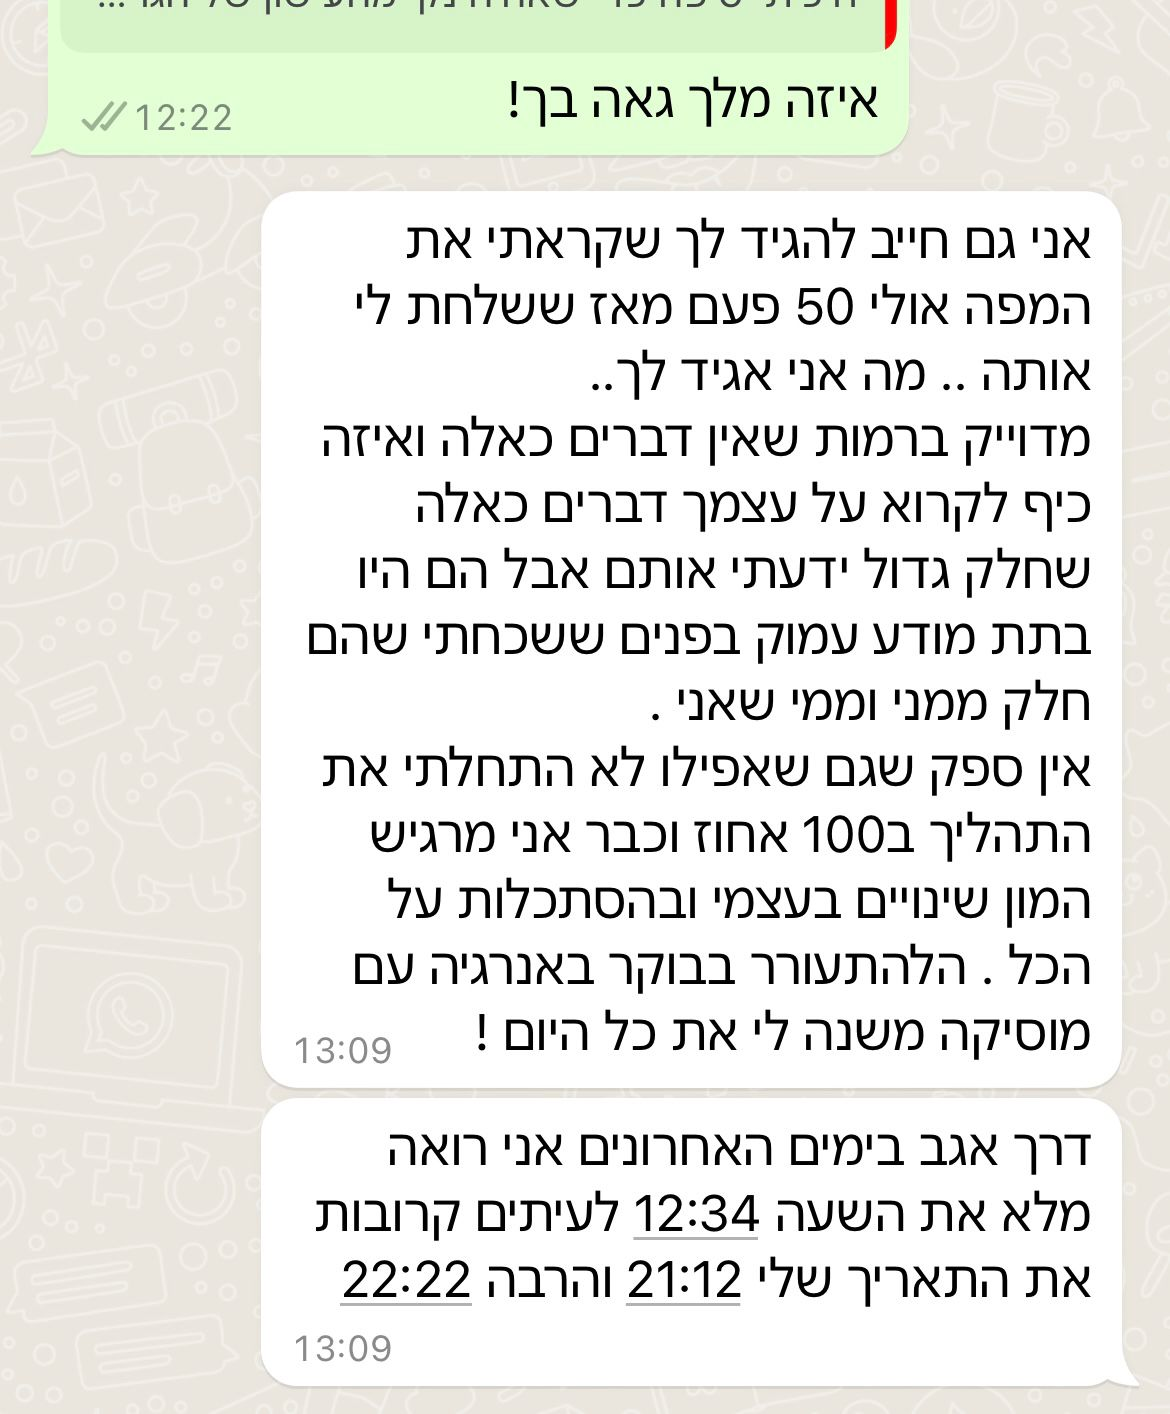 איזה מלך גאה בך!
12:22
אני גם חייב להגיד לך שקראתי את
המפה אולי 50 פעם מאז ששלחת לי
אותה .. מה אני אגיד לך..
מדוייק ברמות שאין דברים כאלה ואיזה
כיף לקרוא על עצמך דברים כאלה
שחלק גדול ידעתי אותם אבל הם היו
בתת מודע עמוק בפנים ששכחתי שהם
חלק ממני וממי שאני .
אין ספק שגם שאפילו לא התחלתי את
התהליך ב100 אחוז וכבר אני מרגיש
המון שינויים בעצמי ובהסתכלות על
הכל . הלהתעורר בבוקר באנרגיה עם
מוסיקה משנה לי את כל היום !
13:09
דרך אגב בימים האחרונים אני רואה
מלא את השעה 12:34 לעיתים קרובות
את התאריך שלי 21:12 והרבה 22:22
13:09